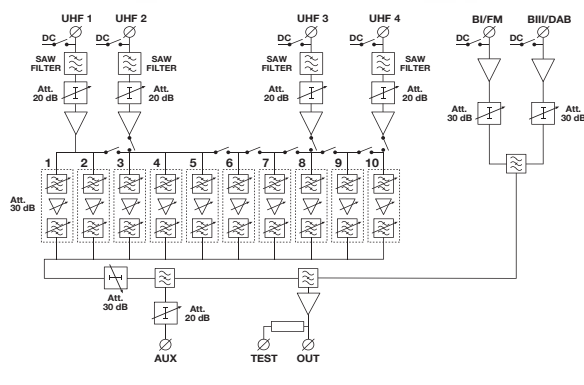 UHF 1 UHF 2 UHF 3 UHF 4 BI/FM BIII/DAB
DC DC DC DC DC DC
SAW FILTER
SAW FILTER
SAW FILTER
SAW FILTER
Att. 20 dB
Att. 20 dB
Att. 20 dB
Att. 20 dB
Att. 30 dB
Att. 30 dB
1 2 3 4 5 6 7 8 9 10
Att. 30 dB
Att. 30 dB
Att. 20 dB
AUX TEST OUT